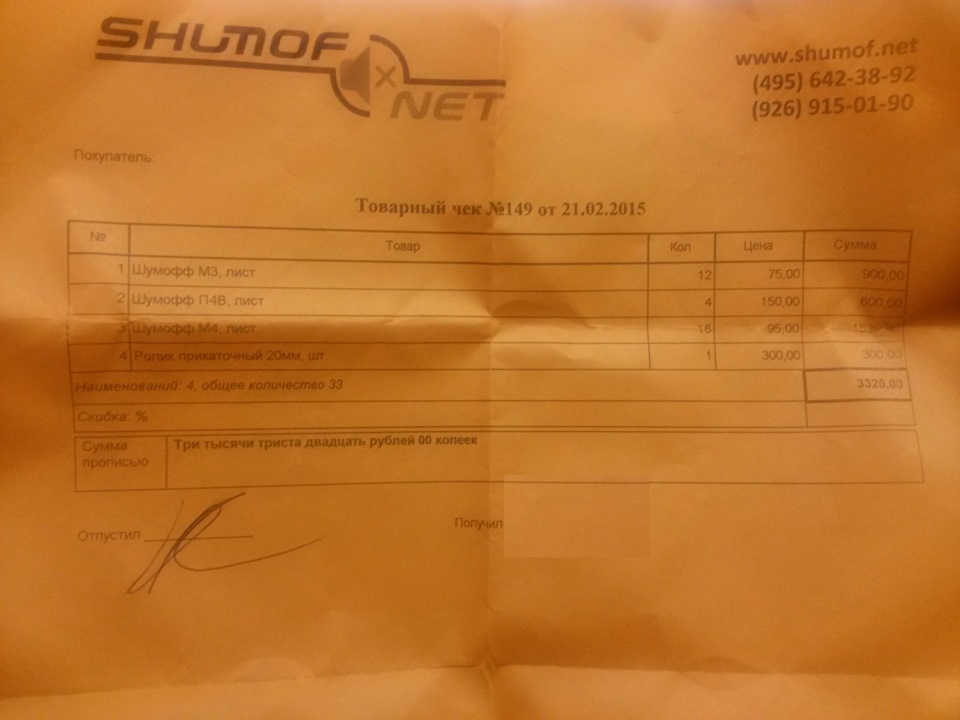 SHUMOF
NET
www.shumof.net
(495) 642-38-92
(926) 915-01-90
Покупатель:
Товарный чек №149 от 21.02.2015
№ Товар Кол Цена Сумма
1 Шумофф М3, лист 12 75,00 900,00
2 Шумофф П4В, лист 4 150,00 600,00
3 Шумофф М4, лист 16 95,00 1520,00
4 Ролик прикаточный 20мм, шт 1 300,00 300,00
Наименований: 4, общее количество 33 3320,00
Скидка: %
Сумма прописью Три тысячи триста двадцать рублей 00 копеек
Отпустил Получил